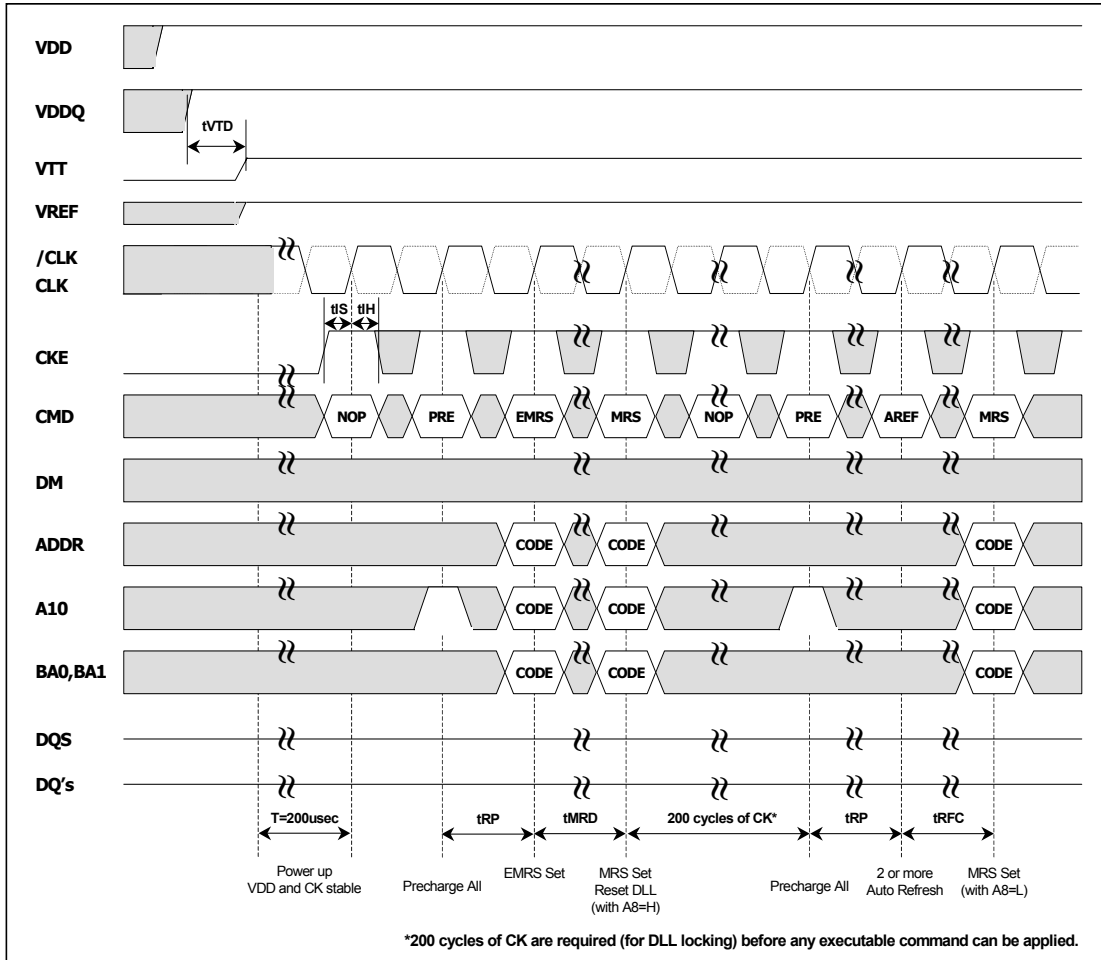 VDD
VDDQ
tVTD
VTT
VREF
/CLK
CLK
tIS tIH
CKE
CMD NOP PRE EMRS MRS NOP PRE AREF MRS
DM
ADDR CODE CODE CODE
A10 CODE CODE CODE
BA0,BA1 CODE CODE CODE
DQS
DQ's
T=200usec tRP tMRD 200 cycles of CK* tRP tRFC
Power up
VDD and CK stable
Precharge All
EMRS Set
MRS Set
Reset DLL
(with A8=H)
Precharge All
2 or more
Auto Refresh
MRS Set
(with A8=L)
*200 cycles of CK are required (for DLL locking) before any executable command can be applied.